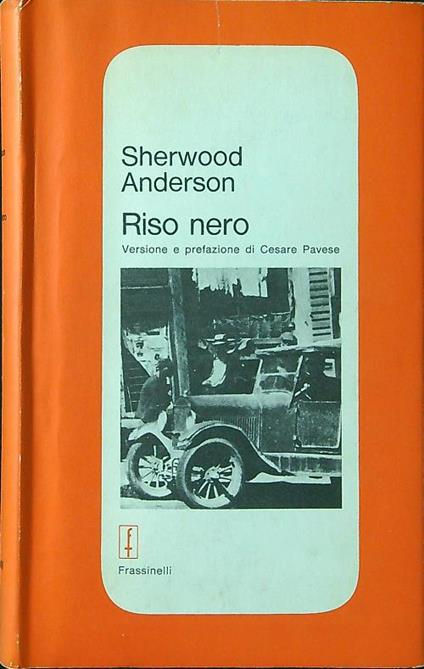 Sherwood
Anderson
Riso nero
Versione e prefazione di Cesare Pavese
f
Frassinelli